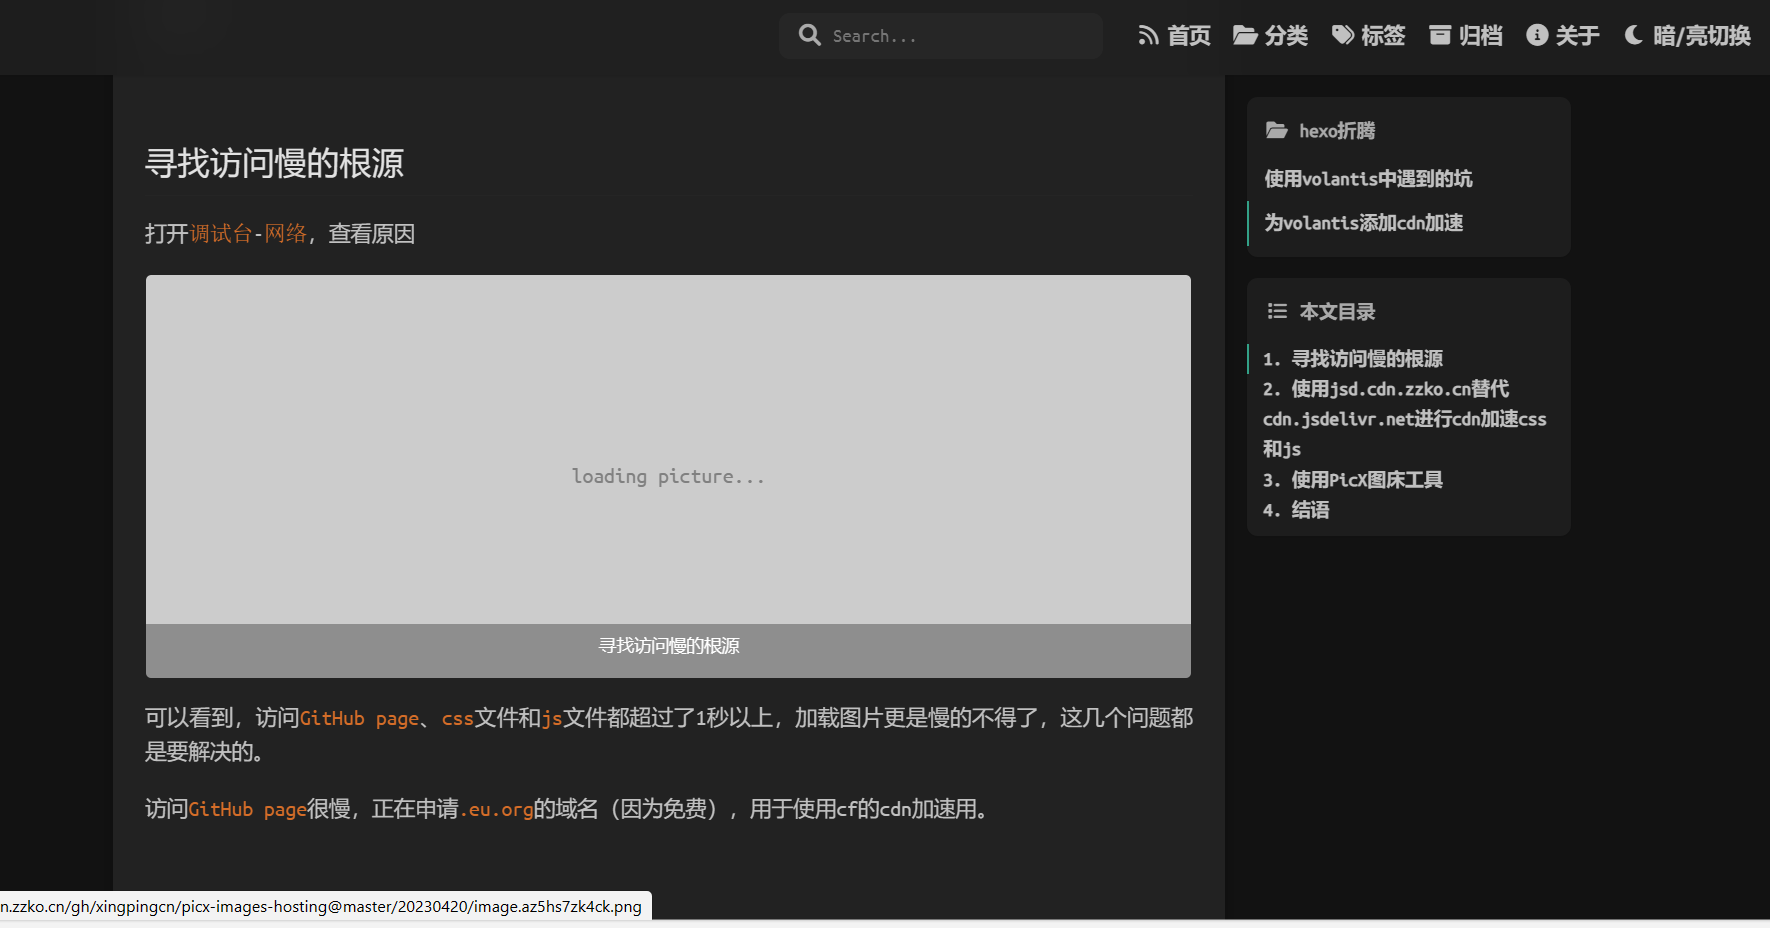 Search...
首页 分类 标签 归档 关于 暗/亮切换
寻找访问慢的根源
打开调试台-网络，查看原因
loading picture...
寻找访问慢的根源
可以看到，访问GitHub page、css文件和js文件都超过了1秒以上，加载图片更是慢的不得了，这几个问题都
是要解决的。
访问GitHub page很慢，正在申请.eu.org的域名（因为免费），用于使用cf的cdn加速用。
hexo折腾
使用volantis中遇到的坑
为volantis添加cdn加速
本文目录
1. 寻找访问慢的根源
2. 使用jsd.cdn.zzko.cn替代
cdn.jsdelivr.net进行cdn加速css
和js
3. 使用PicX图床工具
4. 结语
n.zzko.cn/gh/xingpingcn/picx-images-hosting@master/20230420/image.az5hs7zk4ck.png